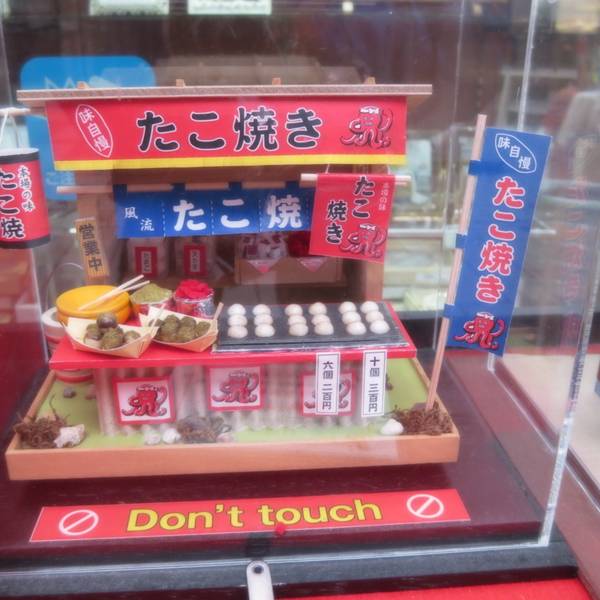 味自慢
たこ焼き
本場の味
たこ焼
風流
たこ焼
本場の味
たこ焼き
営業中
味自慢
たこ焼き
六個 二百円
十個 三百円
Don't touch